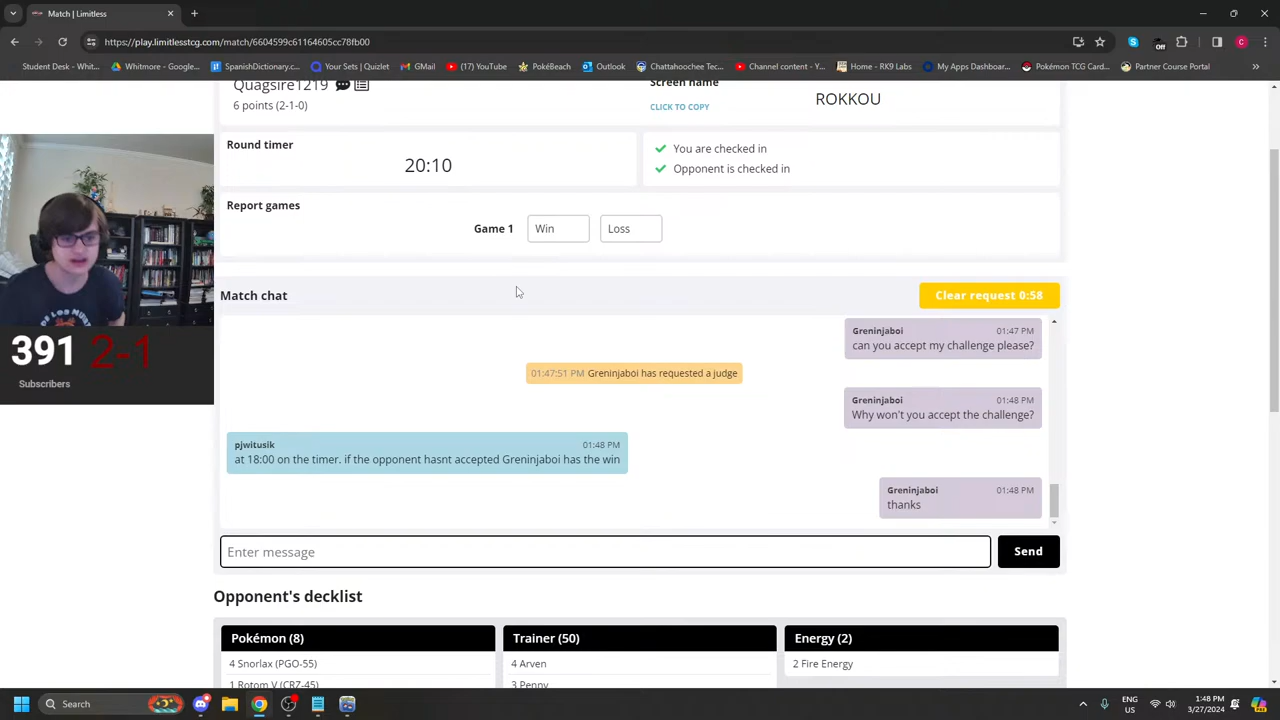 Match | Limitless
https://play.limitlesstcg.com/match/6604599c61164605cc78fb00
Student Desk - Whit...
Whitmore - Google...
SpanishDictionary.c...
Your Sets | Quizlet
GMail
(17) YouTube
PokéBeach
Outlook
Chattahoochee Tec...
Channel content - Y...
Home - RK9 Labs
My Apps Dashboar...
Pokémon TCG Card...
Partner Course Portal
Quagsire1219
6 points (2-1-0)
Screen name
CLICK TO COPY
ROKKOU
Round timer
20:10
You are checked in
Opponent is checked in
Report games
Game 1
Win
Loss
Match chat
Clear request 0:58
Greninjaboi 01:47 PM
can you accept my challenge please?
01:47:51 PM Greninjaboi has requested a judge
Greninjaboi 01:48 PM
Why won't you accept the challenge?
pjwitusik 01:48 PM
at 18:00 on the timer. if the opponent hasnt accepted Greninjaboi has the win
Greninjaboi 01:48 PM
thanks
Enter message
Send
391 2-1
Subscribers
Opponent's decklist
Pokémon (8)
4 Snorlax (PGO-55)
1 Rotom V (CRZ-45)
Trainer (50)
4 Arven
3 Penny
Energy (2)
2 Fire Energy
Search
ENG
US
1:48 PM
3/27/2024